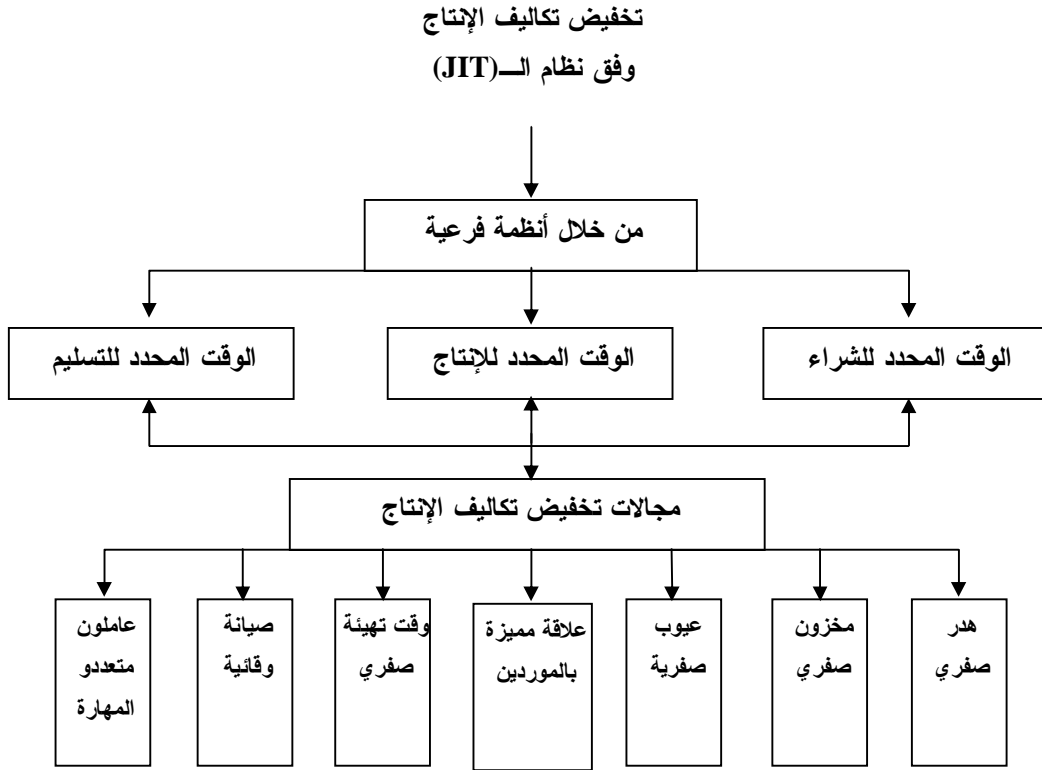 تخفيض تكاليف الإنتاج
وفق نظام الـــ(JIT)
من خلال أنظمة فرعية
الوقت المحدد للشراء
الوقت المحدد للإنتاج
الوقت المحدد للتسليم
مجالات تخفيض تكاليف الإنتاج
هدر
صفري
مخزون
صفري
عيوب
صفرية
علاقة مميزة
بالموردين
وقت تهيئة
صفري
صيانة
وقائية
عاملون
متعددو
المهارة